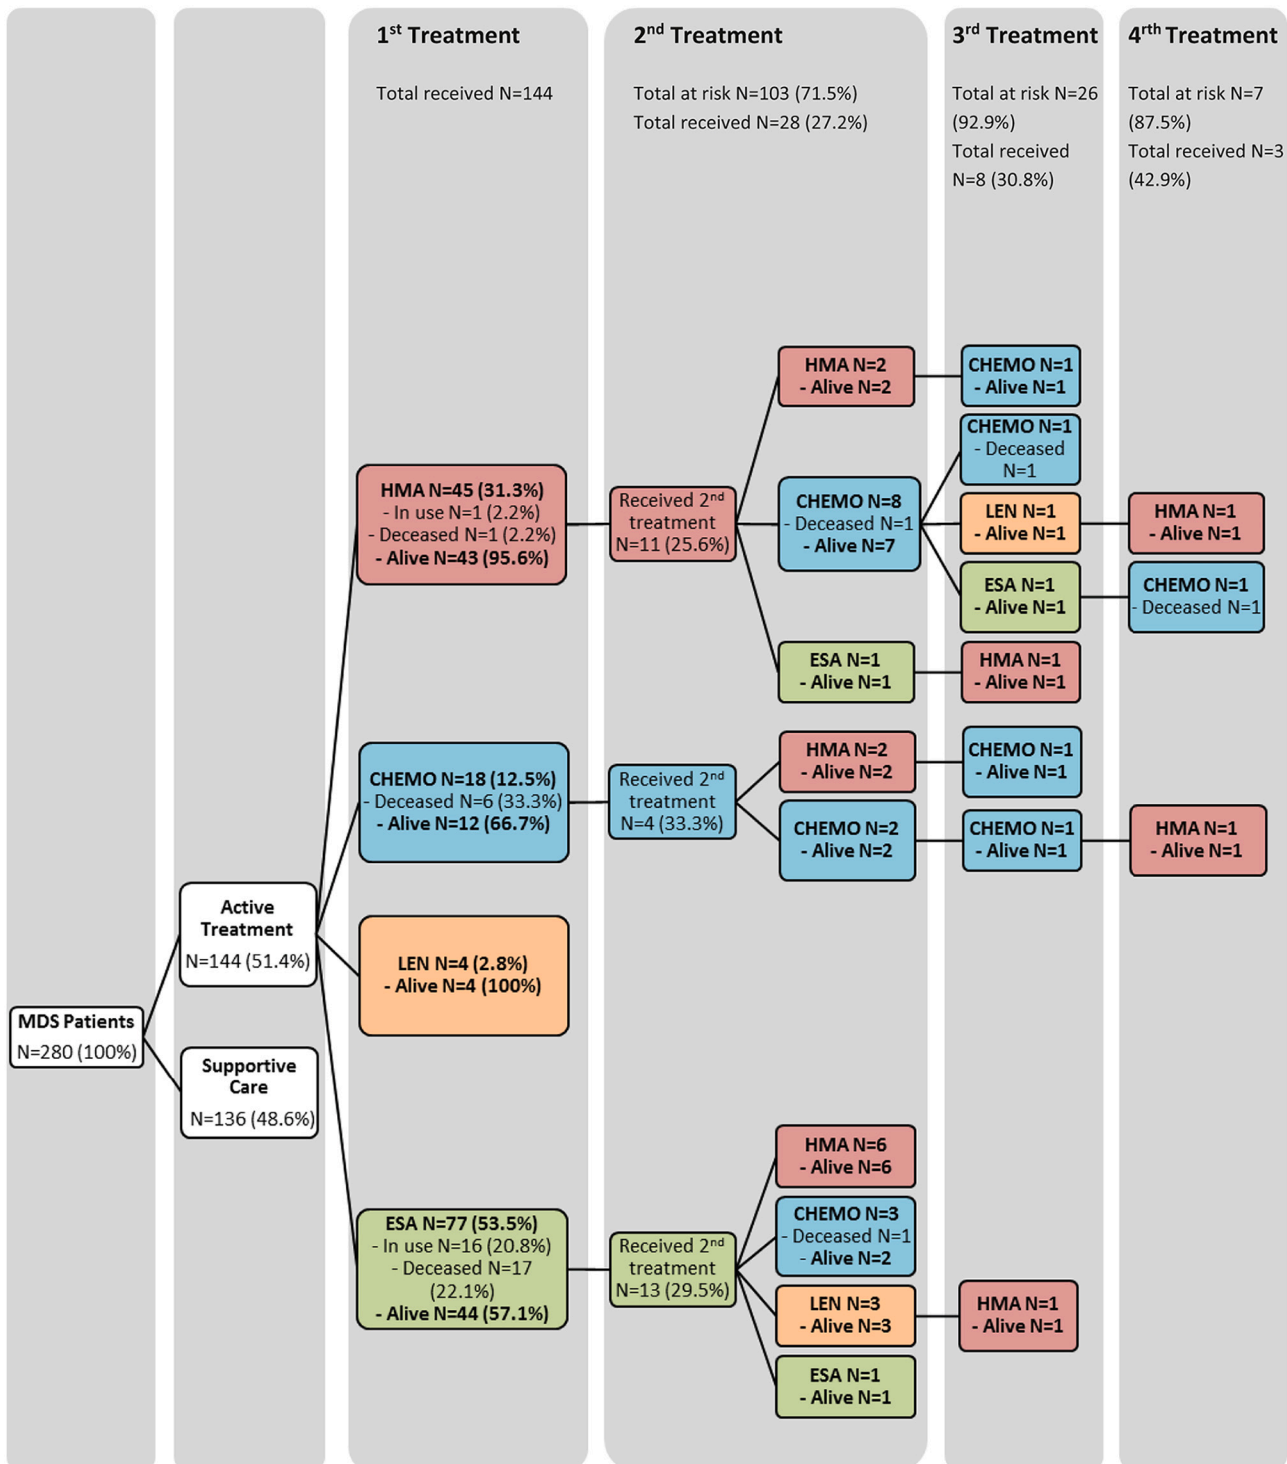 1st Treatment
Total received N=144
2nd Treatment
Total at risk N=103 (71.5%)
Total received N=28 (27.2%)
3rd Treatment
Total at risk N=26
(92.9%)
Total received
N=8 (30.8%)
4rth Treatment
Total at risk N=7
(87.5%)
Total received N=3
(42.9%)
MDS Patients
N=280 (100%)
Active
Treatment
N=144 (51.4%)
Supportive
Care
N=136 (48.6%)
HMA N=45 (31.3%)
- In use N=1 (2.2%)
- Deceased N=1 (2.2%)
- Alive N=43 (95.6%)
Received 2nd
treatment
N=11 (25.6%)
HMA N=2
- Alive N=2
CHEMO N=1
- Alive N=1
CHEMO N=8
- Deceased N=1
- Alive N=7
CHEMO N=1
- Deceased
N=1
LEN N=1
- Alive N=1
HMA N=1
- Alive N=1
ESA N=1
- Alive N=1
CHEMO N=1
- Deceased N=1
ESA N=1
- Alive N=1
HMA N=1
- Alive N=1
CHEMO N=18 (12.5%)
- Deceased N=6 (33.3%)
- Alive N=12 (66.7%)
Received 2nd
treatment
N=4 (33.3%)
HMA N=2
- Alive N=2
CHEMO N=1
- Alive N=1
CHEMO N=2
- Alive N=2
CHEMO N=1
- Alive N=1
HMA N=1
- Alive N=1
LEN N=4 (2.8%)
- Alive N=4 (100%)
ESA N=77 (53.5%)
- In use N=16 (20.8%)
- Deceased N=17
(22.1%)
- Alive N=44 (57.1%)
Received 2nd
treatment
N=13 (29.5%)
HMA N=6
- Alive N=6
CHEMO N=3
- Deceased N=1
- Alive N=2
LEN N=3
- Alive N=3
HMA N=1
- Alive N=1
ESA N=1
- Alive N=1